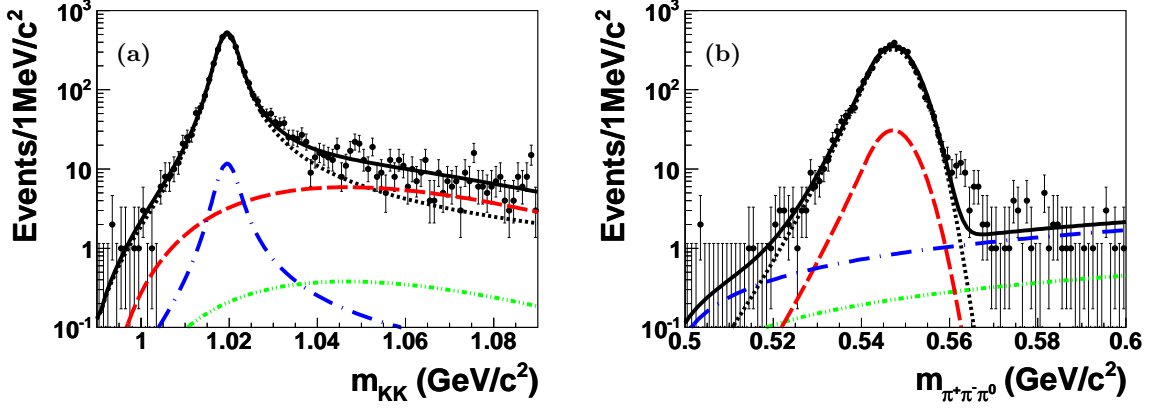 (a)
Events/1MeV/c²
10³
10²
10
1
10⁻¹
1 1.02 1.04 1.06 1.08
m_KK (GeV/c²)
(b)
Events/1MeV/c²
10³
10²
10
1
10⁻¹
0.5 0.52 0.54 0.56 0.58 0.6
m_π⁺π⁻π⁰ (GeV/c²)